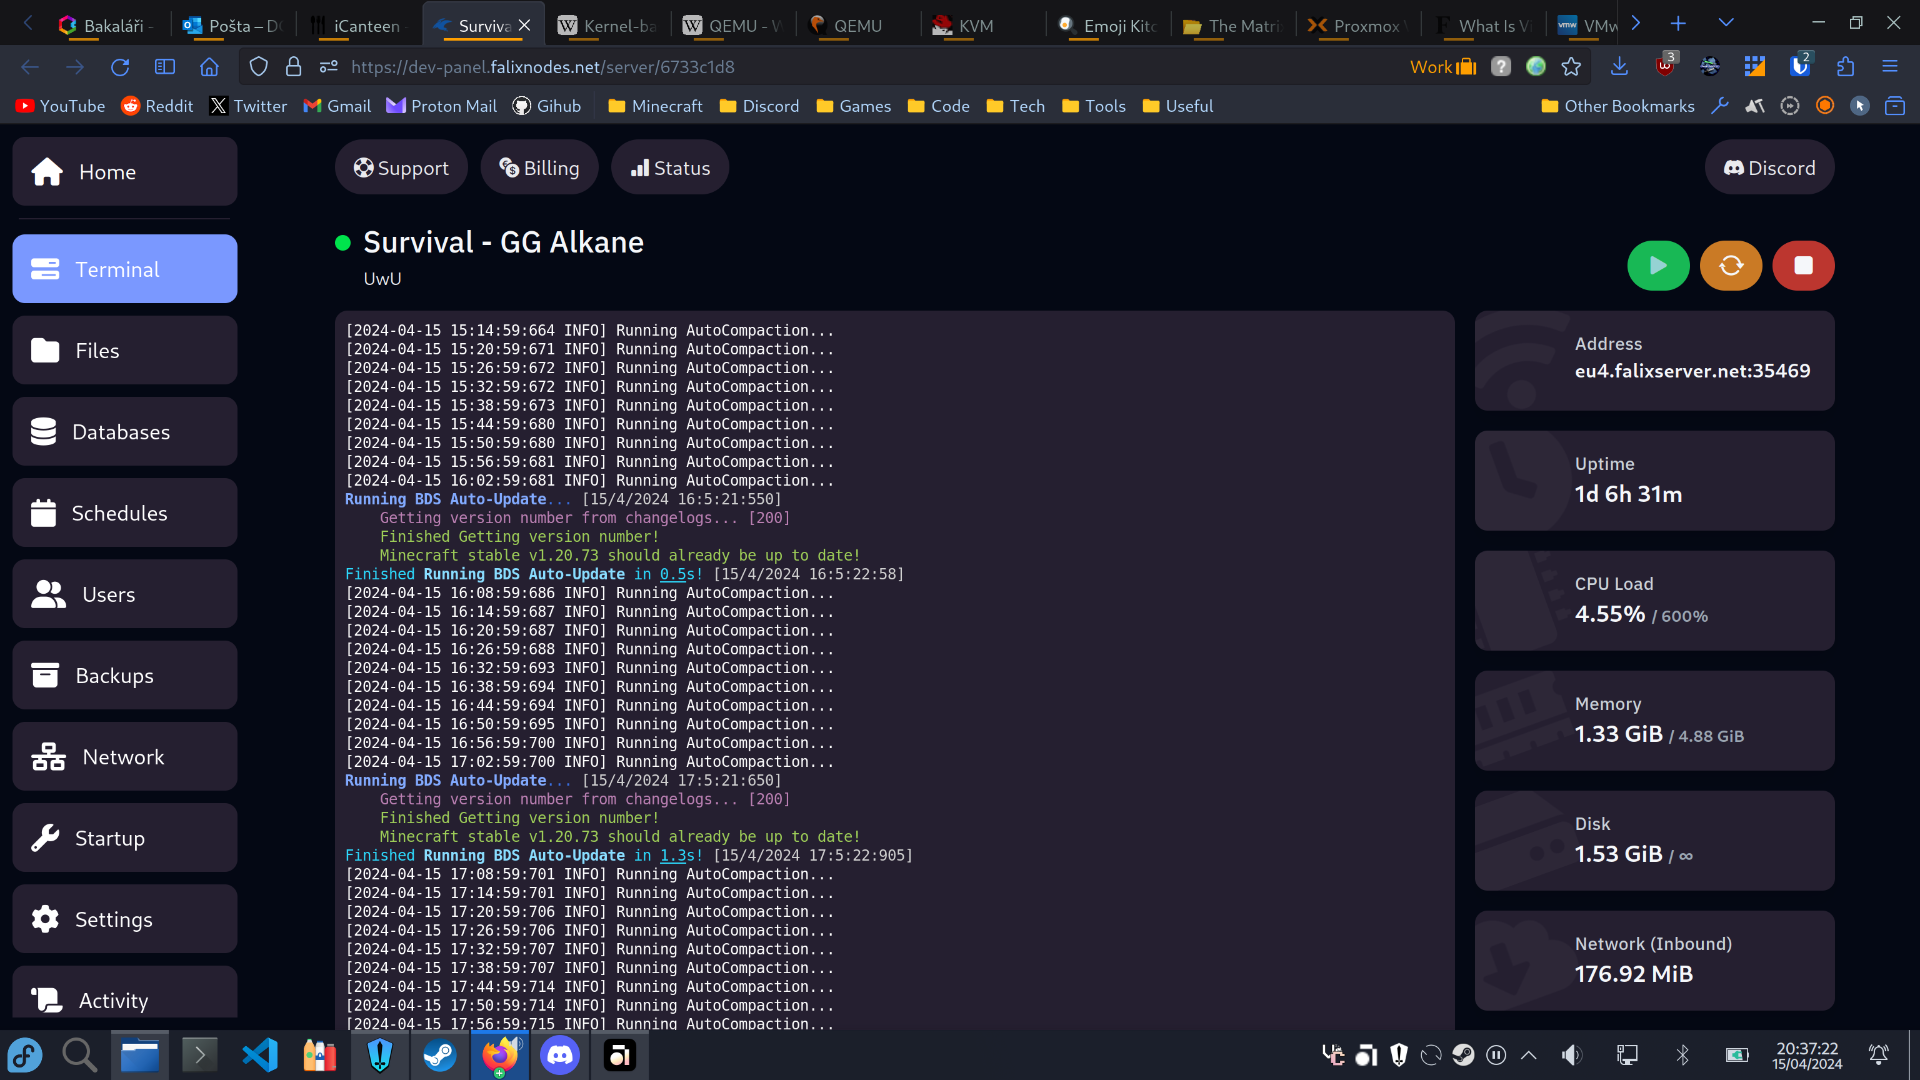 Bakaláři -
Pošta – D
iCanteen
Surviva
Kernel-ba
QEMU - W
QEMU
KVM
Emoji Kitc
The Matri
Proxmox V
What Is Vi
VMw
https://dev-panel.falixnodes.net/server/6733c1d8
Work
3
2
YouTube
Reddit
Twitter
Gmail
Proton Mail
Gihub
Minecraft
Discord
Games
Code
Tech
Tools
Useful
Other Bookmarks
Home
Support
Billing
Status
Discord
Terminal
Files
Databases
Schedules
Users
Backups
Network
Startup
Settings
Activity
Survival - GG Alkane
UwU
[2024-04-15 15:14:59:664 INFO] Running AutoCompaction...
[2024-04-15 15:20:59:671 INFO] Running AutoCompaction...
[2024-04-15 15:26:59:672 INFO] Running AutoCompaction...
[2024-04-15 15:32:59:672 INFO] Running AutoCompaction...
[2024-04-15 15:38:59:673 INFO] Running AutoCompaction...
[2024-04-15 15:44:59:680 INFO] Running AutoCompaction...
[2024-04-15 15:50:59:680 INFO] Running AutoCompaction...
[2024-04-15 15:56:59:681 INFO] Running AutoCompaction...
[2024-04-15 16:02:59:681 INFO] Running AutoCompaction...
Running BDS Auto-Update... [15/4/2024 16:5:21:550]
Getting version number from changelogs... [200]
Finished Getting version number!
Minecraft stable v1.20.73 should already be up to date!
Finished Running BDS Auto-Update in 0.5s! [15/4/2024 16:5:22:58]
[2024-04-15 16:08:59:686 INFO] Running AutoCompaction...
[2024-04-15 16:14:59:687 INFO] Running AutoCompaction...
[2024-04-15 16:20:59:687 INFO] Running AutoCompaction...
[2024-04-15 16:26:59:688 INFO] Running AutoCompaction...
[2024-04-15 16:32:59:693 INFO] Running AutoCompaction...
[2024-04-15 16:38:59:694 INFO] Running AutoCompaction...
[2024-04-15 16:44:59:694 INFO] Running AutoCompaction...
[2024-04-15 16:50:59:695 INFO] Running AutoCompaction...
[2024-04-15 16:56:59:700 INFO] Running AutoCompaction...
[2024-04-15 17:02:59:700 INFO] Running AutoCompaction...
Running BDS Auto-Update... [15/4/2024 17:5:21:650]
Getting version number from changelogs... [200]
Finished Getting version number!
Minecraft stable v1.20.73 should already be up to date!
Finished Running BDS Auto-Update in 1.3s! [15/4/2024 17:5:22:905]
[2024-04-15 17:08:59:701 INFO] Running AutoCompaction...
[2024-04-15 17:14:59:701 INFO] Running AutoCompaction...
[2024-04-15 17:20:59:706 INFO] Running AutoCompaction...
[2024-04-15 17:26:59:706 INFO] Running AutoCompaction...
[2024-04-15 17:32:59:707 INFO] Running AutoCompaction...
[2024-04-15 17:38:59:707 INFO] Running AutoCompaction...
[2024-04-15 17:44:59:714 INFO] Running AutoCompaction...
[2024-04-15 17:50:59:714 INFO] Running AutoCompaction...
[2024-04-15 17:56:59:715 INFO] Running AutoCompaction...
Address
eu4.falixserver.net:35469
Uptime
1d 6h 31m
CPU Load
4.55% / 600%
Memory
1.33 GiB / 4.88 GiB
Disk
1.53 GiB / ∞
Network (Inbound)
176.92 MiB
20:37:22
15/04/2024